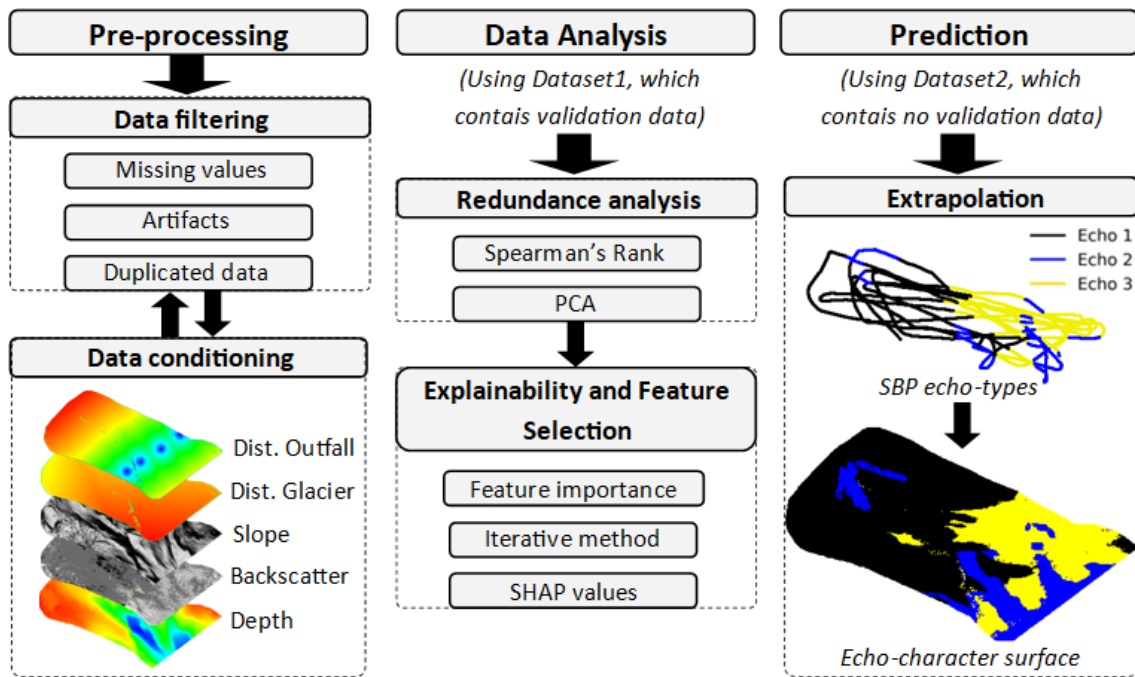 Pre-processing
Data filtering
Missing values
Artifacts
Duplicated data
Data conditioning
Dist. Outfall
Dist. Glacier
Slope
Backscatter
Depth
Data Analysis
(Using Dataset1, which
contais validation data)
Redundance analysis
Spearman's Rank
PCA
Explainability and Feature
Selection
Feature importance
Iterative method
SHAP values
Prediction
(Using Dataset2, which
contais no validation data)
Extrapolation
Echo 1
Echo 2
Echo 3
SBP echo-types
Echo-character surface